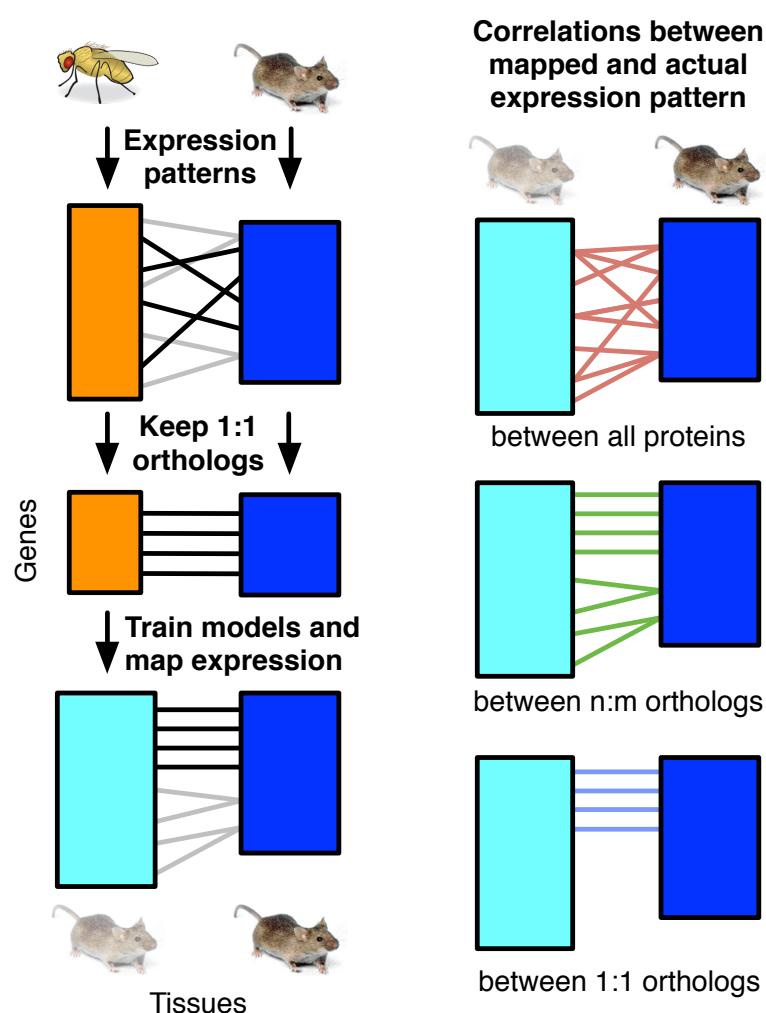 Expression
patterns
Keep 1:1
orthologs
Genes
Train models and
map expression
Tissues
Correlations between
mapped and actual
expression pattern
between all proteins
between n:m orthologs
between 1:1 orthologs